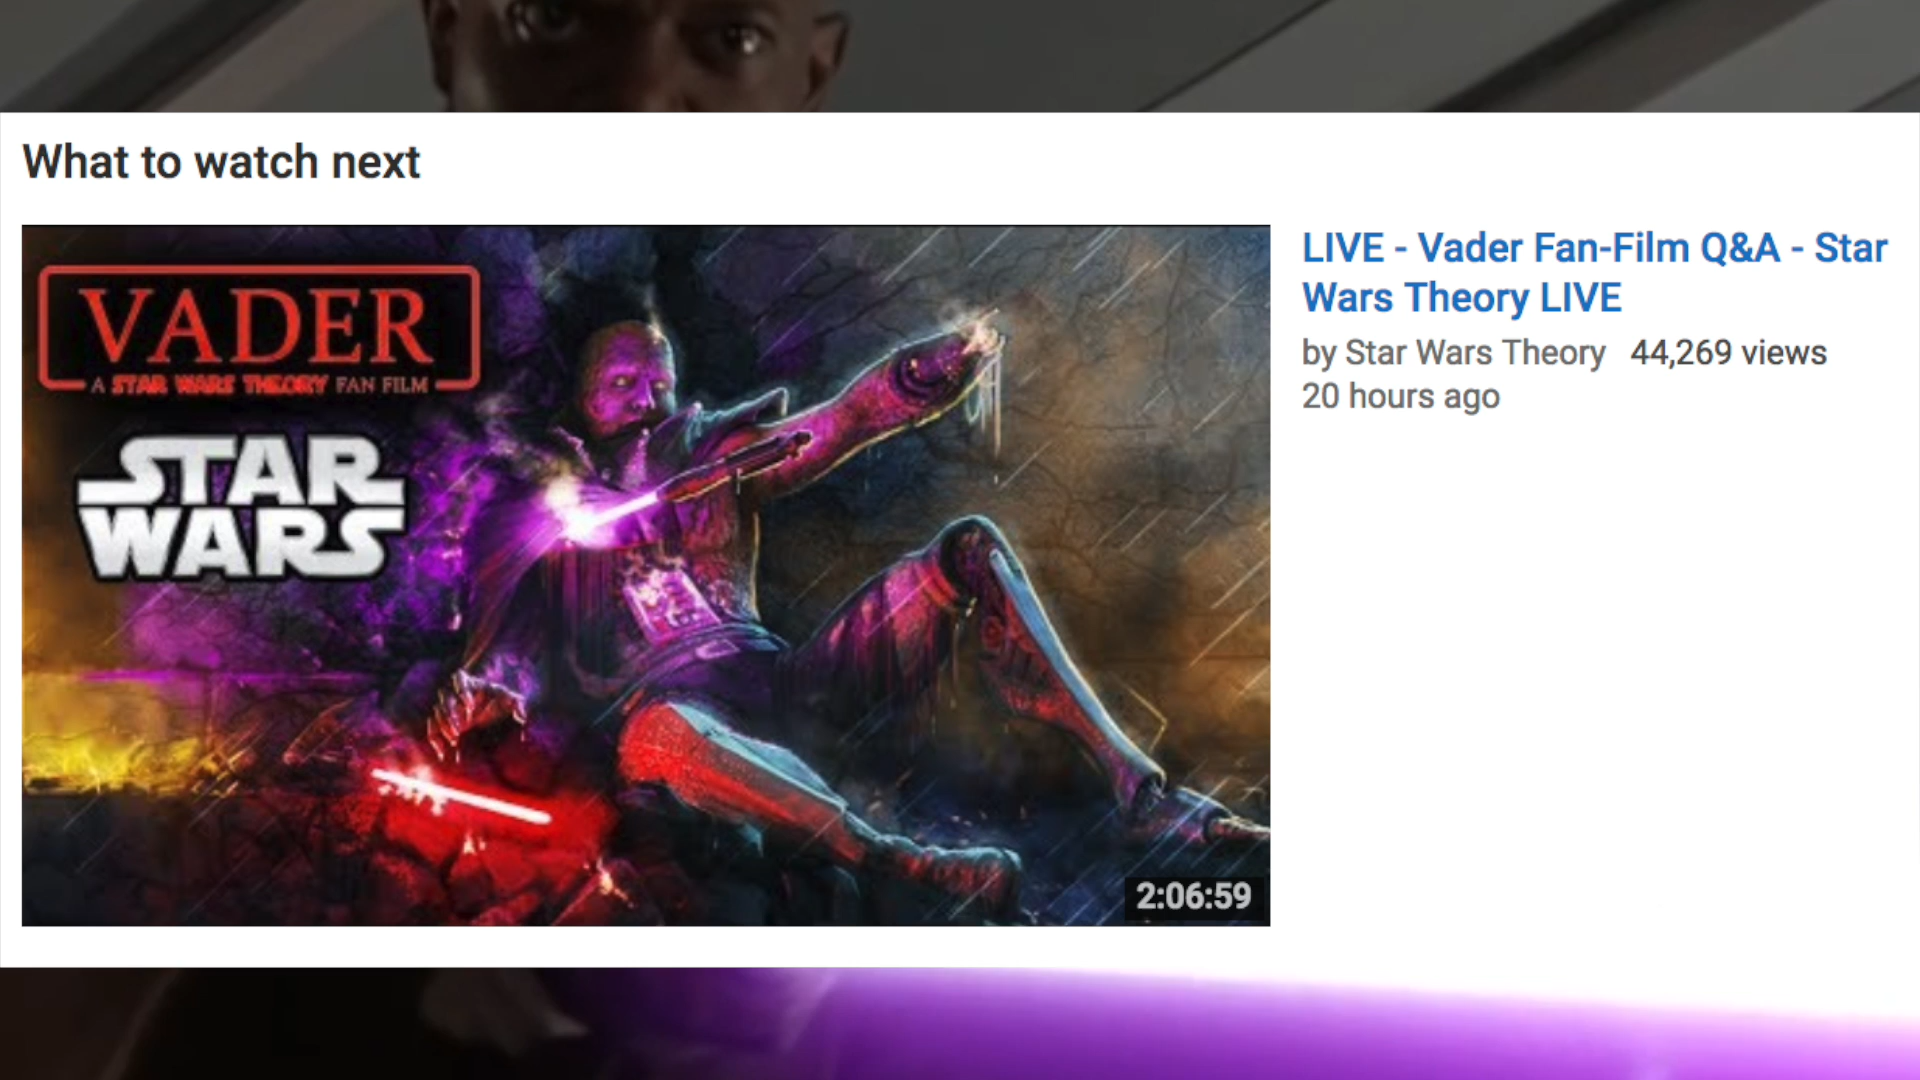 What to watch next
VADER
A STAR WARS THEORY FAN FILM
STAR
WARS
2:06:59
LIVE - Vader Fan-Film Q&A - Star
Wars Theory LIVE
by Star Wars Theory 44,269 views
20 hours ago